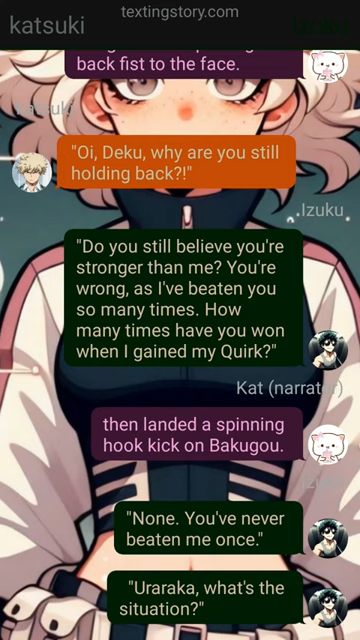 textingstory.com
katsuki
Izuku
back fist to the face.
Katsuki
"Oi, Deku, why are you still
holding back?!"
Izuku
"Do you still believe you're
stronger than me? You're
wrong, as I've beaten you
so many times. How
many times have you won
when I gained my Quirk?"
Kat (narrator)
then landed a spinning
hook kick on Bakugou.
Izuku
"None. You've never
beaten me once."
"Uraraka, what's the
situation?"